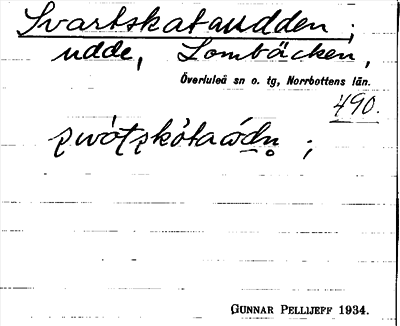 Svartskataudden ;
udde, Lombäcken,
Överluleå sn o. tg, Norrbottens län.
490.
GUNNAR PELLIJEFF 1934.